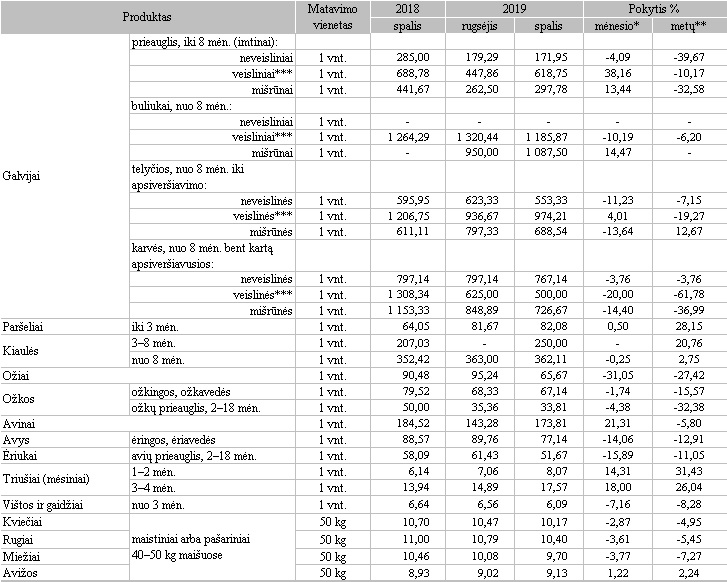 Produktas Matavimo vienetas 2018 2019 Pokytis %
spalis rugsėjis spalis mėnesio* metų**
Galvijai
prieauglis, iki 8 mėn. (imtinai):
neveisliniai 1 vnt. 285,00 179,29 171,95 -4,09 -39,67
veisliniai*** 1 vnt. 688,78 447,86 618,75 38,16 -10,17
mišrūnai 1 vnt. 441,67 262,50 297,78 13,44 -32,58
buliukai, nuo 8 mėn.:
neveisliniai 1 vnt. - - - - -
veisliniai*** 1 vnt. 1 264,29 1 320,44 1 185,87 -10,19 -6,20
mišrūnai 1 vnt. - 950,00 1 087,50 14,47 -
telyčios, nuo 8 mėn. iki
apsiveršiavimo:
neveislinės 1 vnt. 595,95 623,33 553,33 -11,23 -7,15
veislinės*** 1 vnt. 1 206,75 936,67 974,21 4,01 -19,27
mišrūnės 1 vnt. 611,11 797,33 688,54 -13,64 12,67
karvės, nuo 8 mėn. bent kartą
apsiveršiavusios:
neveislinės 1 vnt. 797,14 797,14 767,14 -3,76 -3,76
veislinės*** 1 vnt. 1 308,34 625,00 500,00 -20,00 -61,78
mišrūnės 1 vnt. 1 153,33 848,89 726,67 -14,40 -36,99
Paršeliai iki 3 mėn. 1 vnt. 64,05 81,67 82,08 0,50 28,15
Kiaulės 3–8 mėn. 1 vnt. 207,03 - 250,00 - 20,76
nuo 8 mėn. 1 vnt. 352,42 363,00 362,11 -0,25 2,75
Ožiai 1 vnt. 90,48 95,24 65,67 -31,05 -27,42
Ožkos ožkingos, ožkavedės 1 vnt. 79,52 68,33 67,14 -1,74 -15,57
ožkų prieauglis, 2–18 mėn. 1 vnt. 50,00 35,36 33,81 -4,38 -32,38
Avinai 1 vnt. 184,52 143,28 173,81 21,31 -5,80
Avys ėringos, ėriavedės 1 vnt. 88,57 89,76 77,14 -14,06 -12,91
Ėriukai avių prieauglis, 2–18 mėn. 1 vnt. 58,09 61,43 51,67 -15,89 -11,05
Triušiai (mėsiniai) 1–2 mėn. 1 vnt. 6,14 7,06 8,07 14,31 31,43
3–4 mėn. 1 vnt. 13,94 14,89 17,57 18,00 26,04
Vištos ir gaidžiai nuo 3 mėn. 1 vnt. 6,64 6,56 6,09 -7,16 -8,28
Kviečiai maistiniai arba pašariniai 40–50 kg maišuose 50 kg 10,70 10,47 10,17 -2,87 -4,95
Rugiai 50 kg 11,00 10,79 10,40 -3,61 -5,45
Miežiai 50 kg 10,46 10,08 9,70 -3,77 -7,27
Avižos 50 kg 8,93 9,02 9,13 1,22 2,24